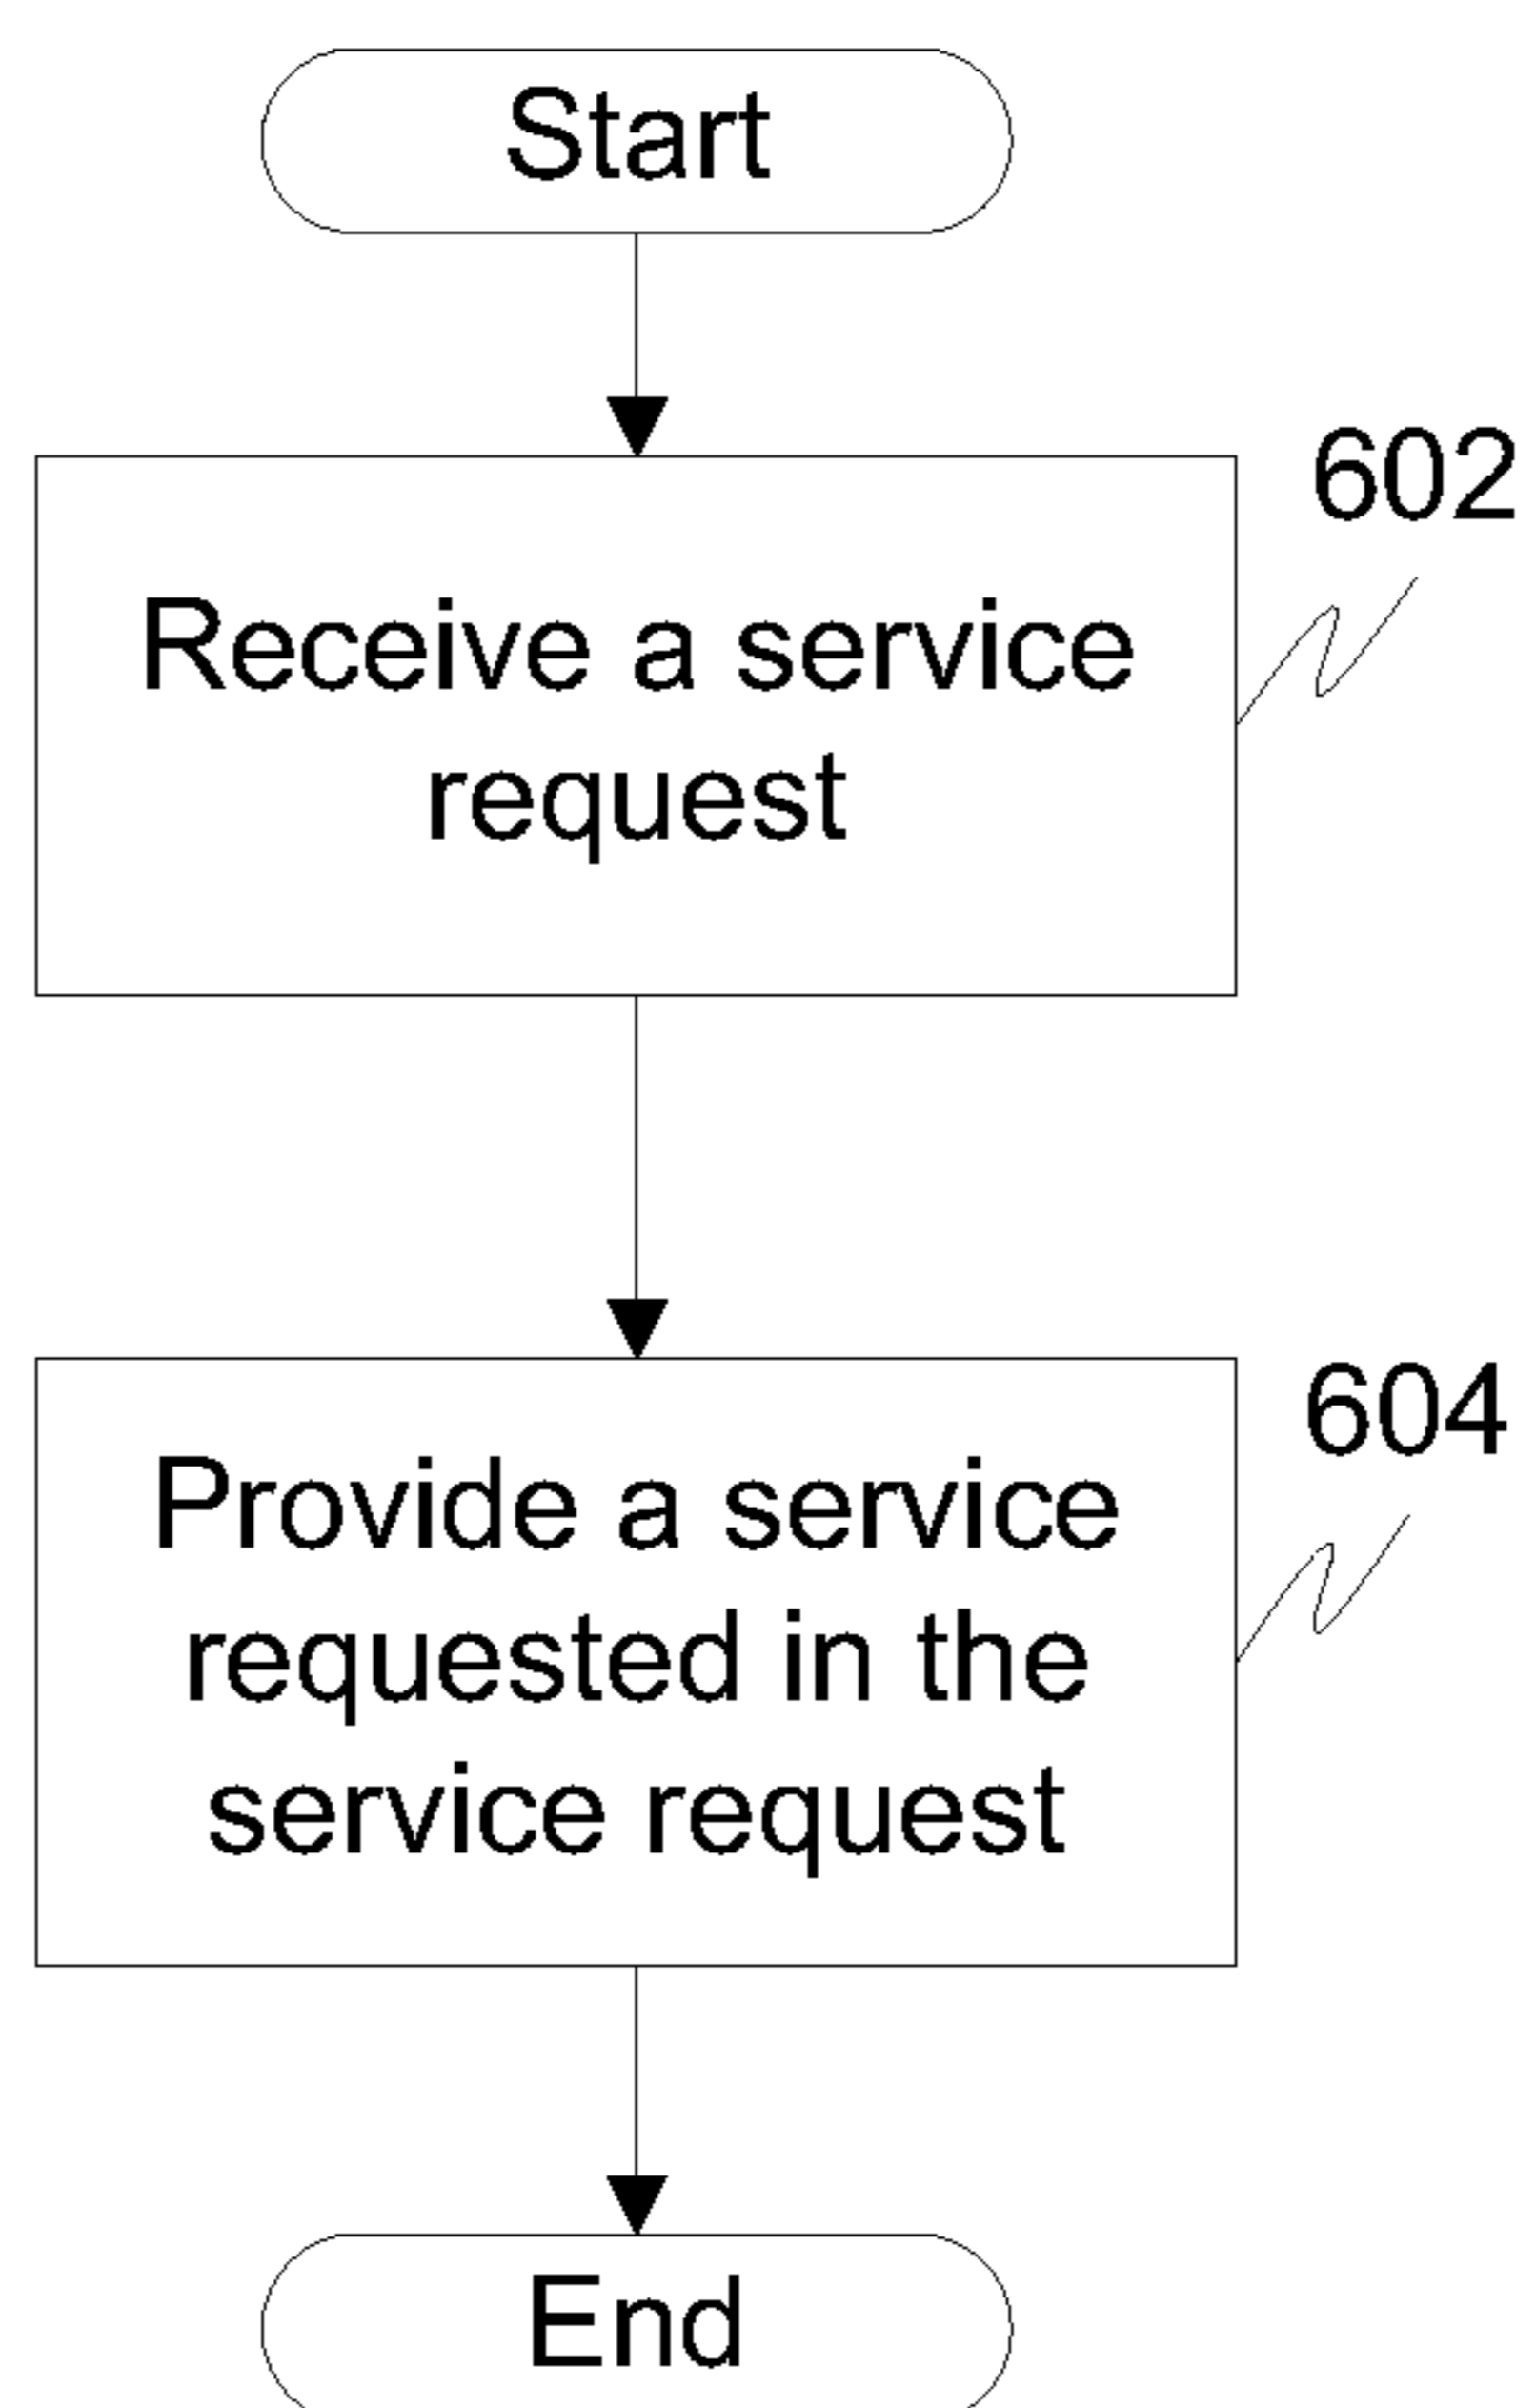 Start
602
Receive a service
request
604
Provide a service
requested in the
service request
End